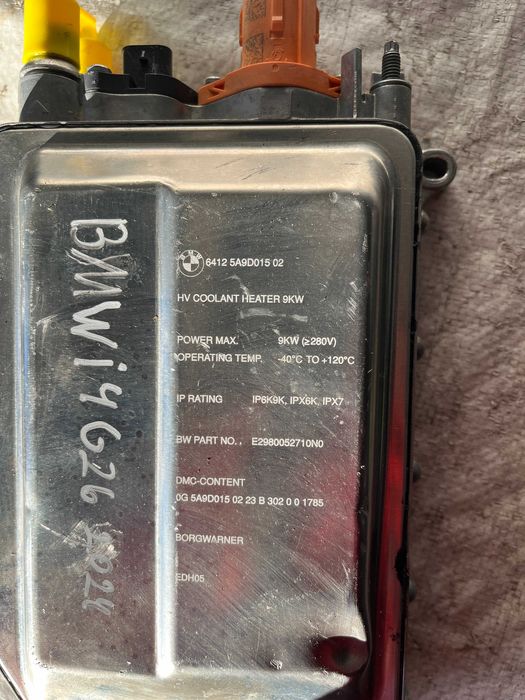 6412 5A9D015 02
HV COOLANT HEATER 9KW
POWER MAX. 9KW (≥280V)
OPERATING TEMP. -40°C TO +120°C
IP RATING IP6K9K, IPX6K, IPX7
BW PART NO., E2980052710N0
DMC-CONTENT
0G 5A9D015 02 23 B 302 0 0 1785
BORGWARNER
EDH05
BMW i4 G26 2024